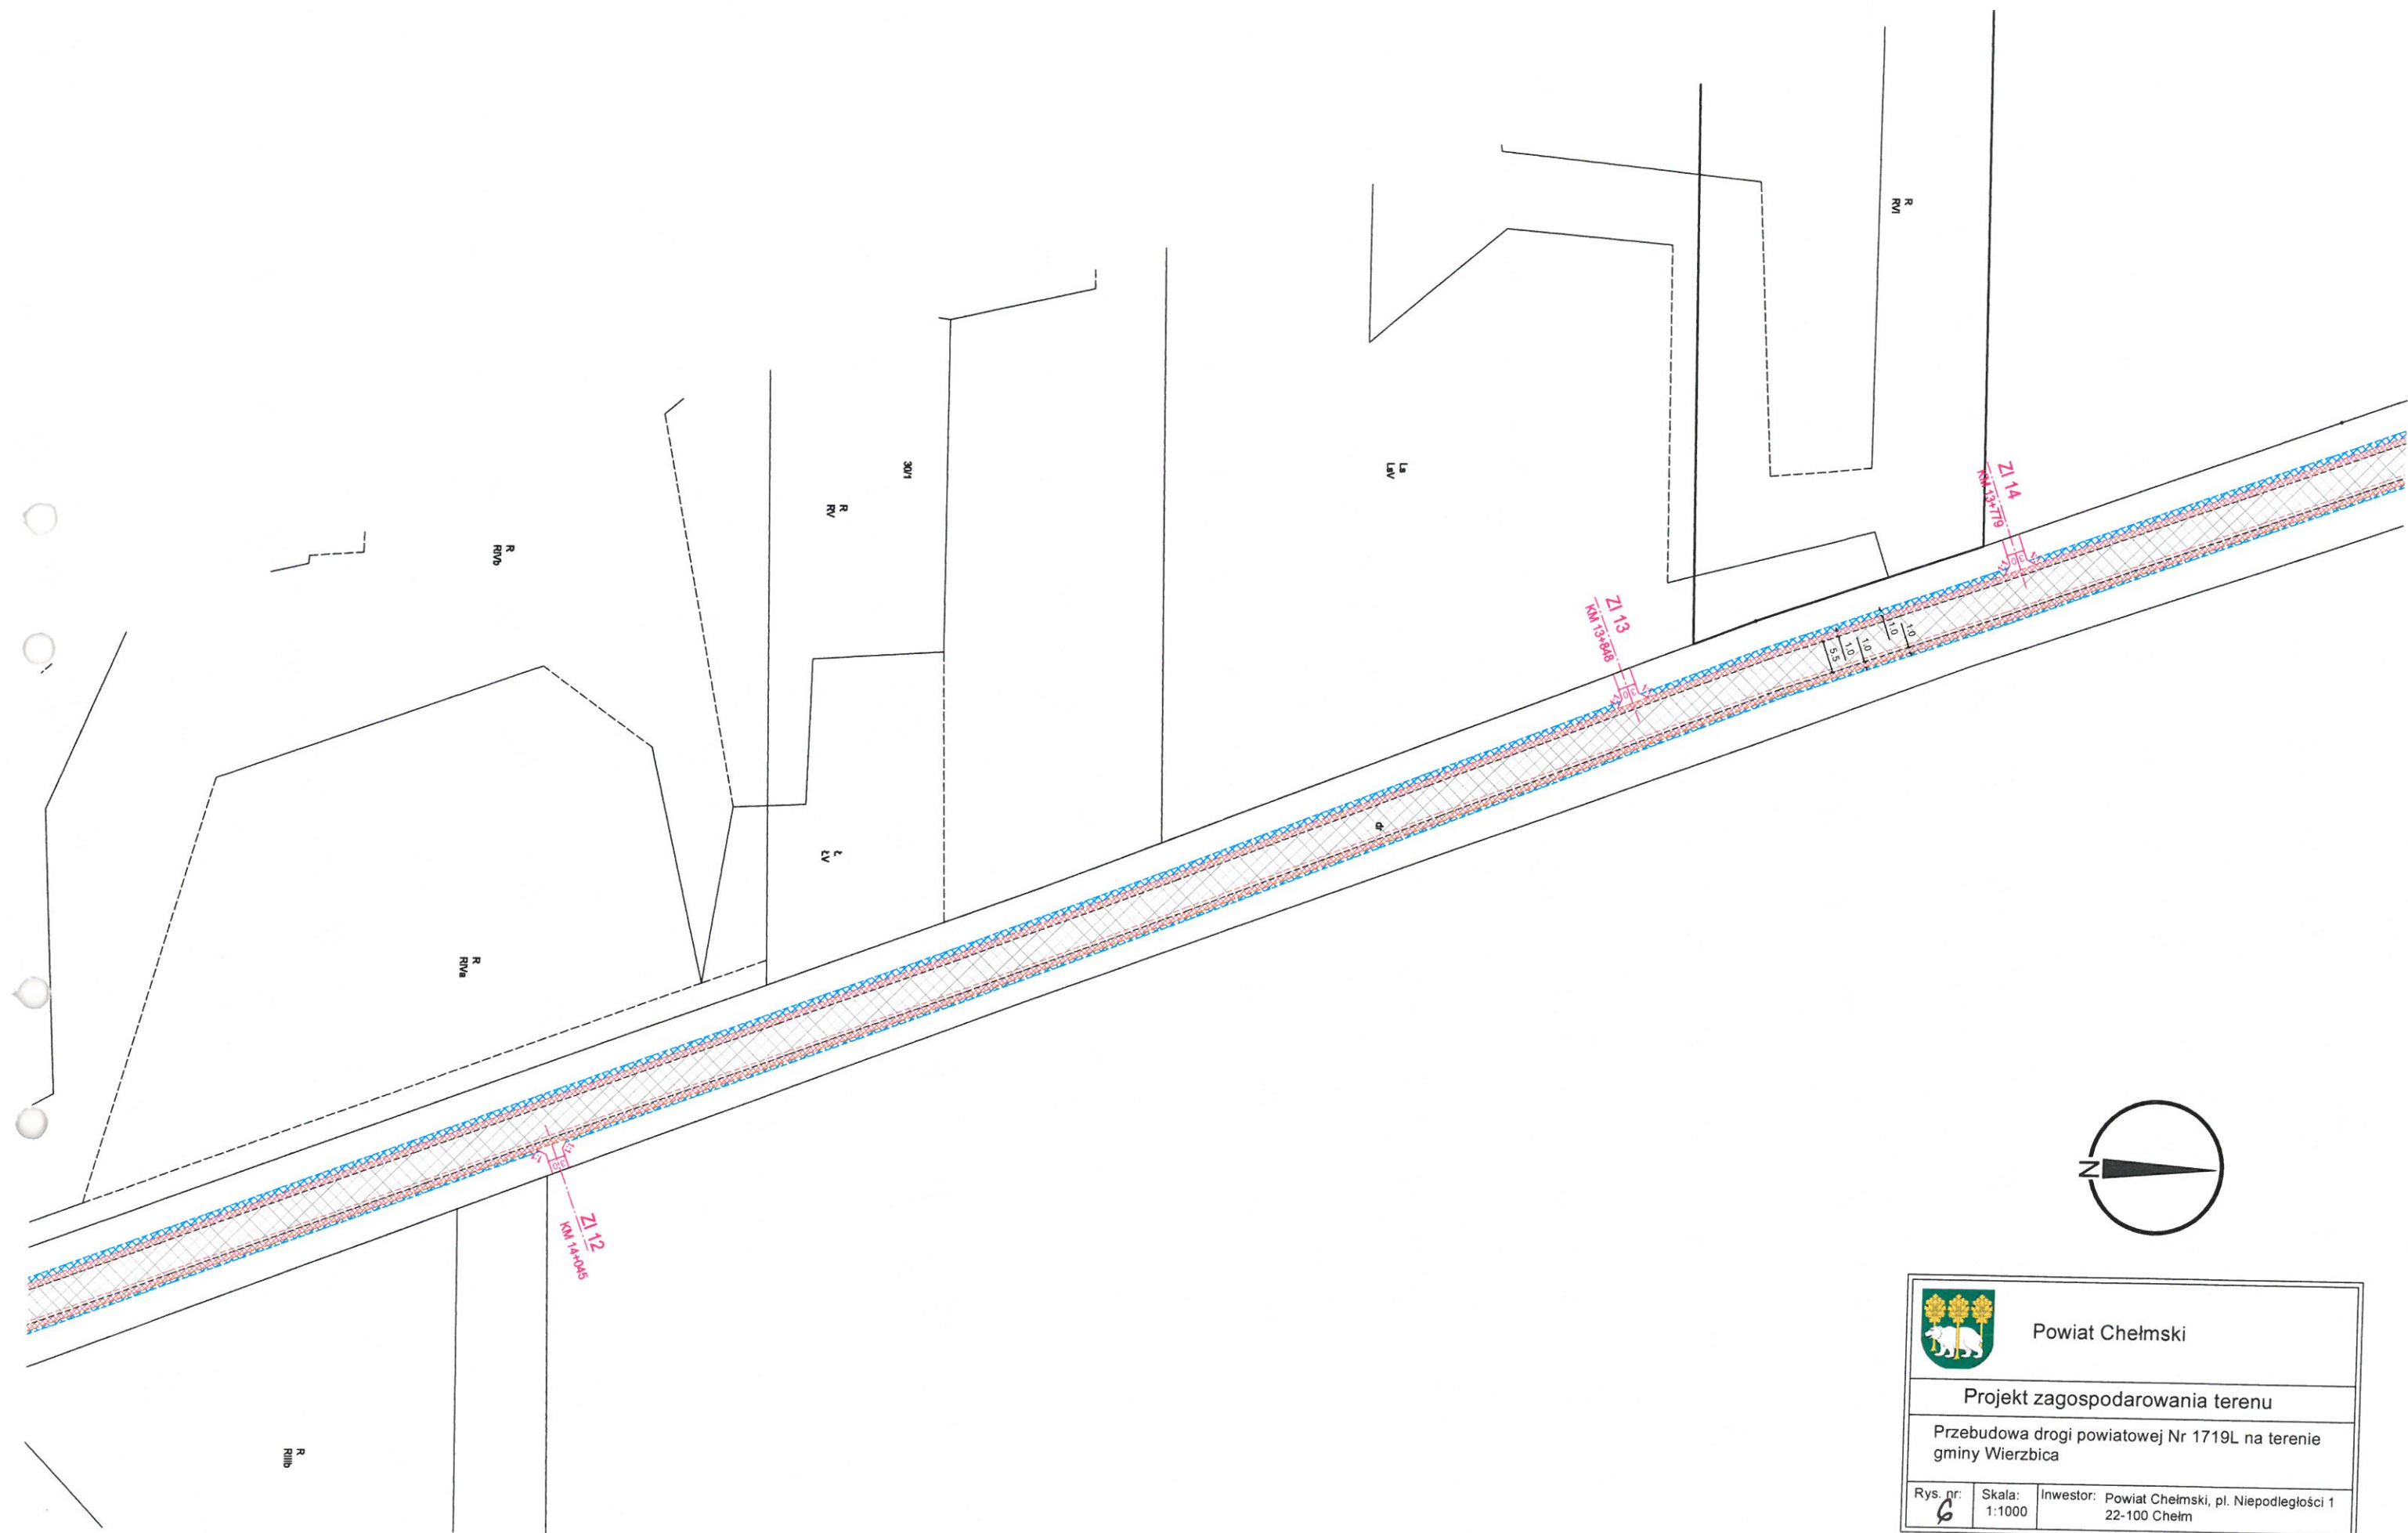 R
RVI
ZI 14
KM 13+779
ZI 13
KM 13+848
1.0
1.0
1.0
1.0
5.5
Ls
LsV
30/1
R
RV
R
RIVb
Ł
ŁV
dr
R
RIVa
ZI 12
KM 14+045
R
RIIIb
N
Powiat Chełmski
Projekt zagospodarowania terenu
Przebudowa drogi powiatowej Nr 1719L na terenie
gminy Wierzbica
Rys. nr:
6
Skala:
1:1000
Inwestor: Powiat Chełmski, pl. Niepodległości 1
22-100 Chełm